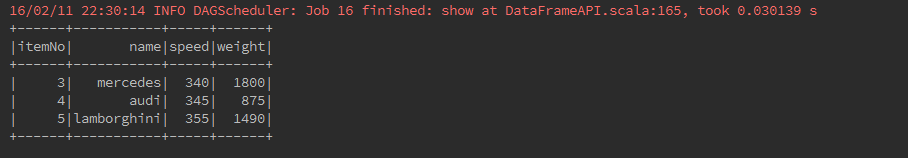 16/02/11 22:30:14 INFO DAGScheduler: Job 16 finished: show at DataFrameAPI.scala:165, took 0.030139 s
+------+-----------+-----+------+
|itemNo|       name|speed|weight|
+------+-----------+-----+------+
|     3|   mercedes|  340|  1800|
|     4|       audi|  345|   875|
|     5|lamborghini|  355|  1490|
+------+-----------+-----+------+